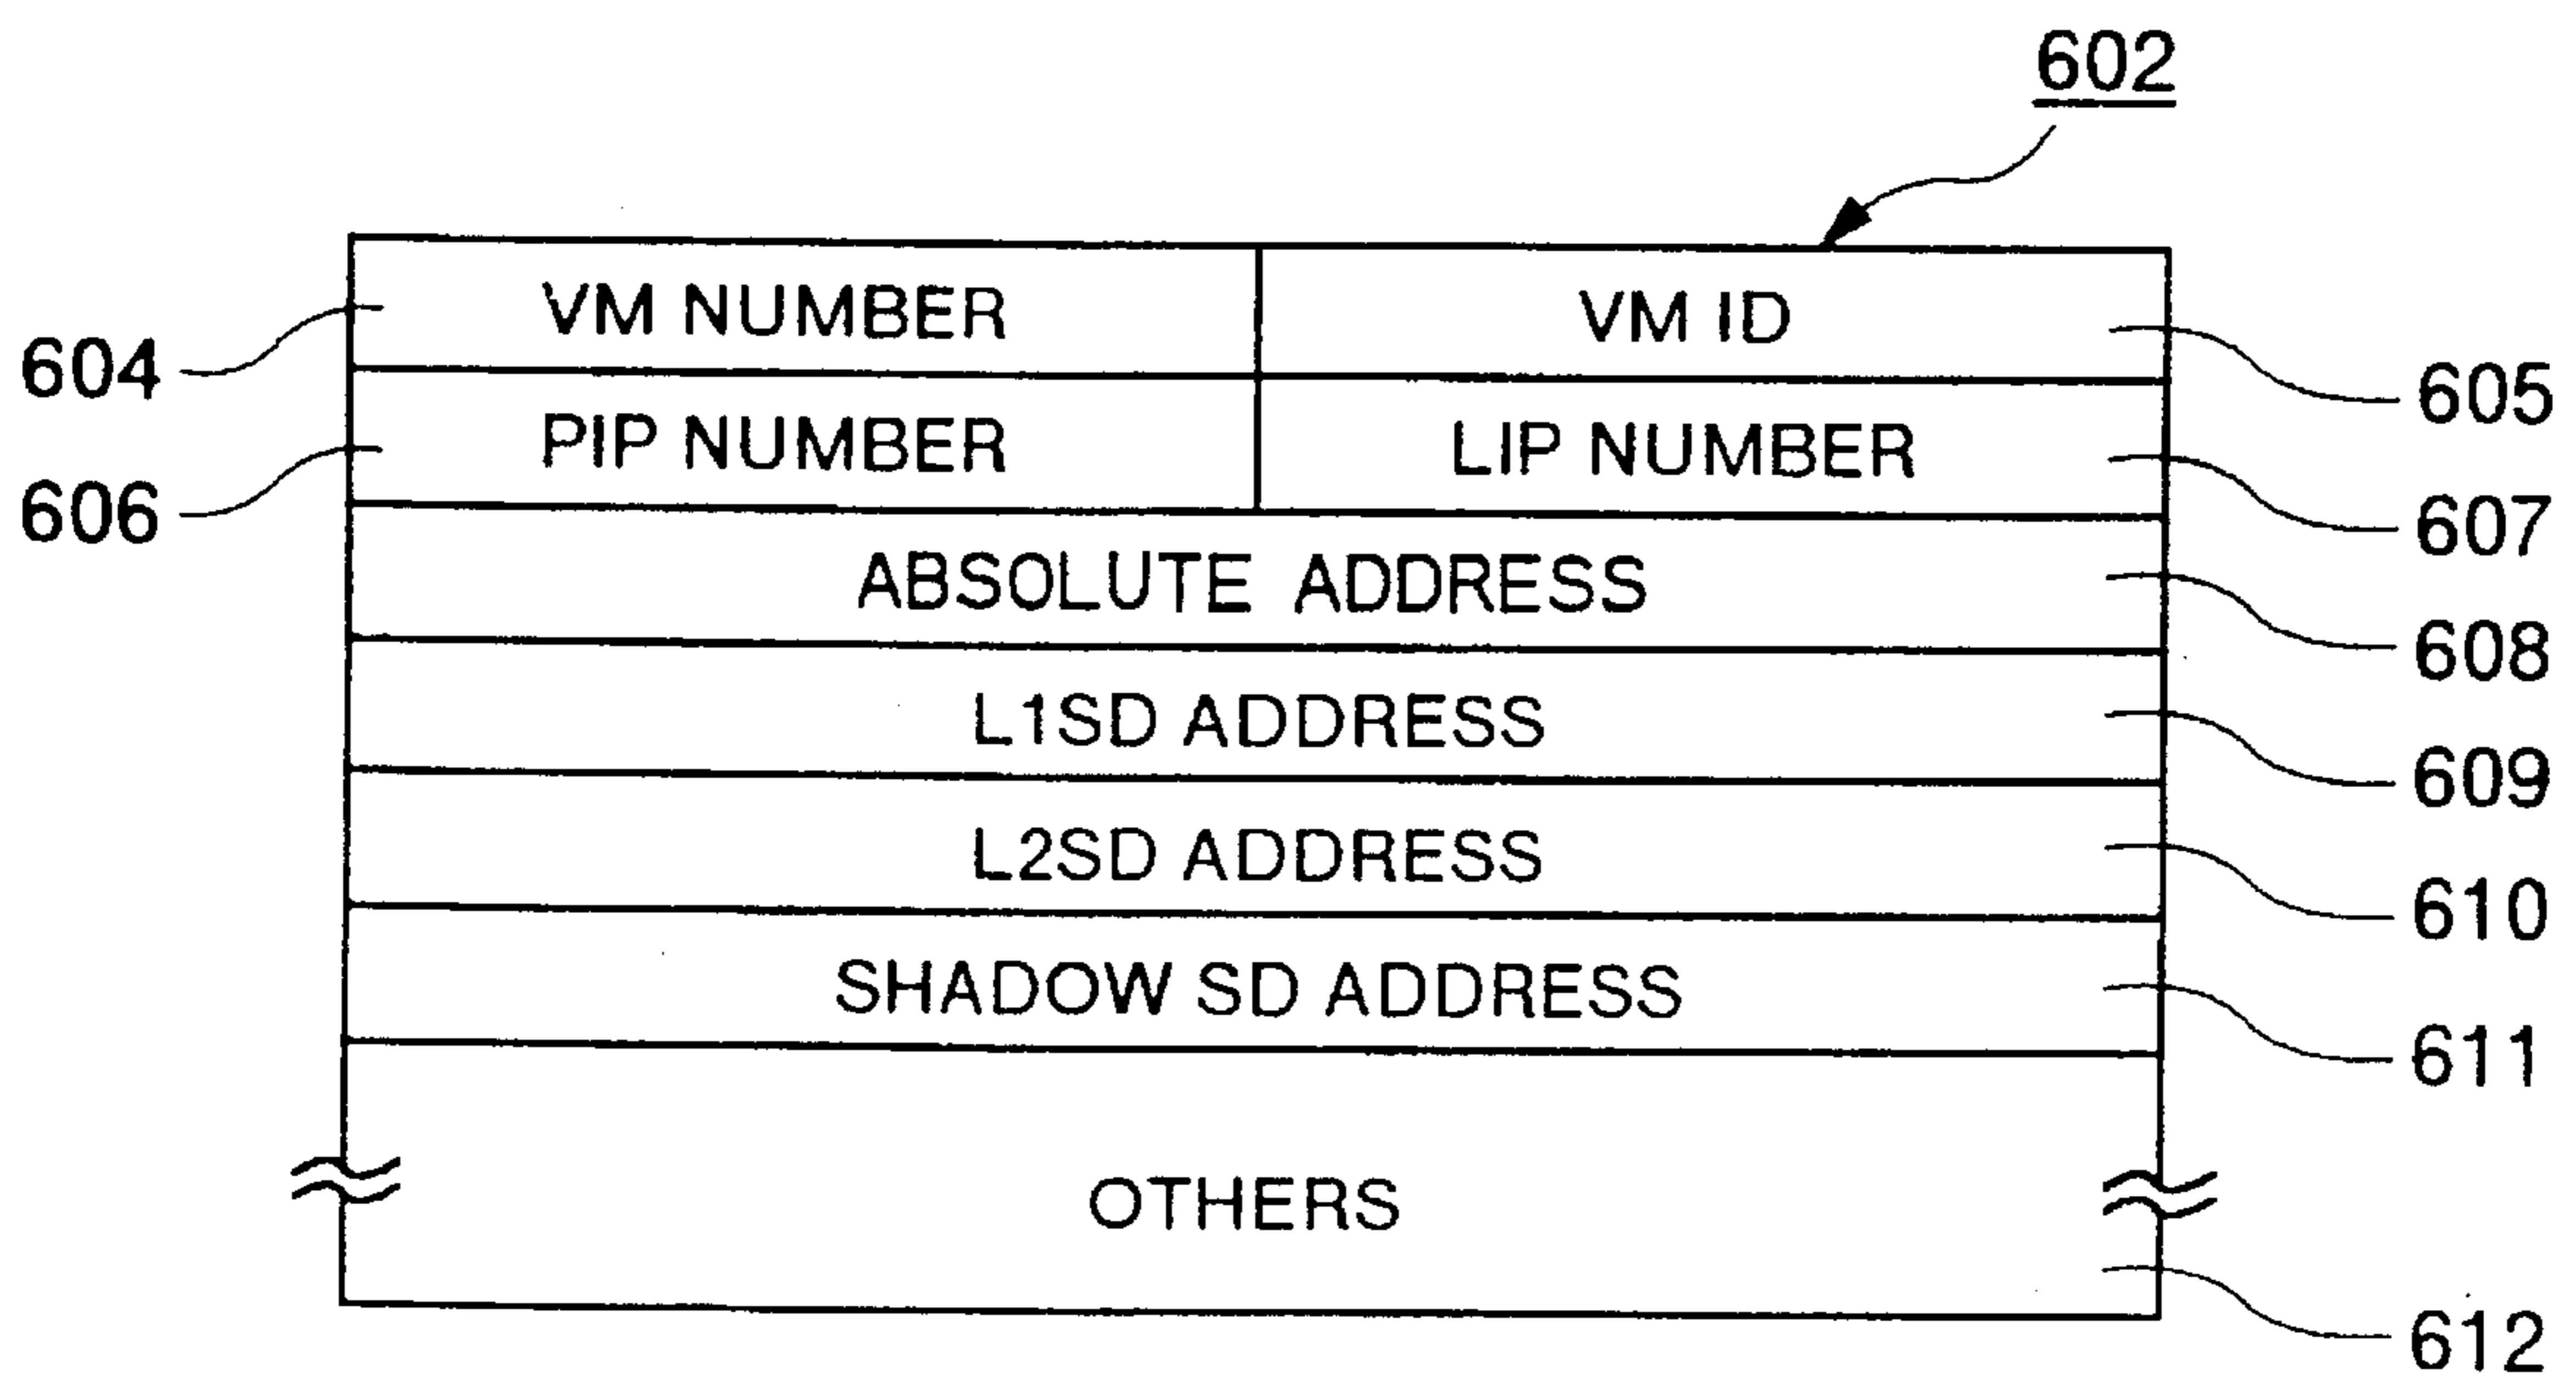 602
VM NUMBER VM ID
604 605
PIP NUMBER LIP NUMBER
606 607
ABSOLUTE ADDRESS
608
L1SD ADDRESS
609
L2SD ADDRESS
610
SHADOW SD ADDRESS
611
OTHERS
612